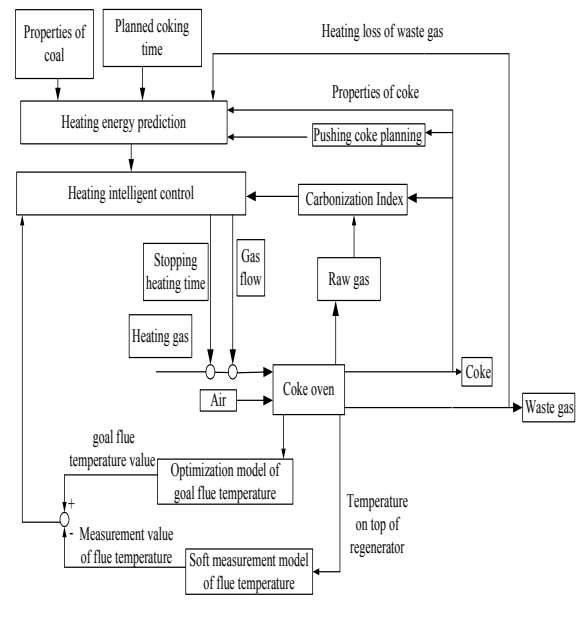 Properties of
coal
Planned coking
time
Heating loss of waste gas
Properties of coke
Heating energy prediction
Pushing coke planning
Heating intelligent control
Carbonization Index
Stopping
heating time
Gas
flow
Raw gas
Heating gas
Coke oven
Coke
Air
Waste gas
goal flue
temperature value
Optimization model of
goal flue temperature
+
-
Measurement value
of flue temperature
Temperature
on top of
regenerator
Soft measurement model
of flue temperature